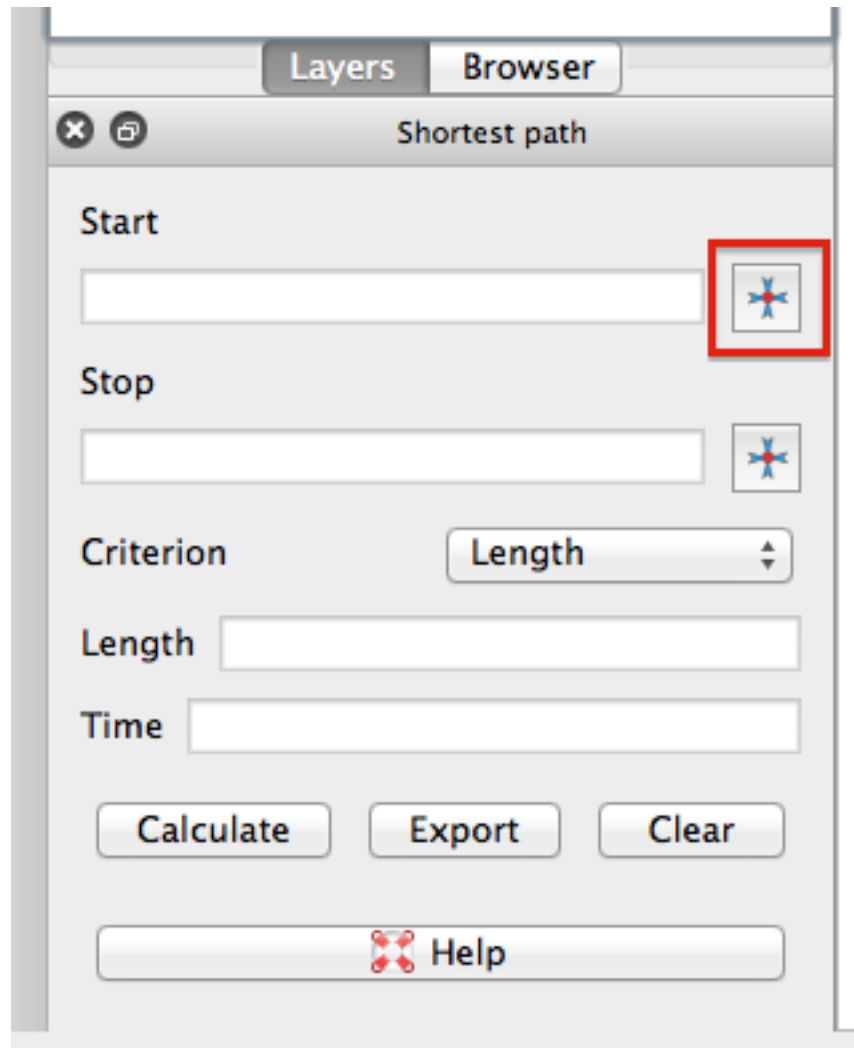 Layers Browser
Shortest path
Start
Stop
Criterion Length
Length
Time
Calculate Export Clear
Help